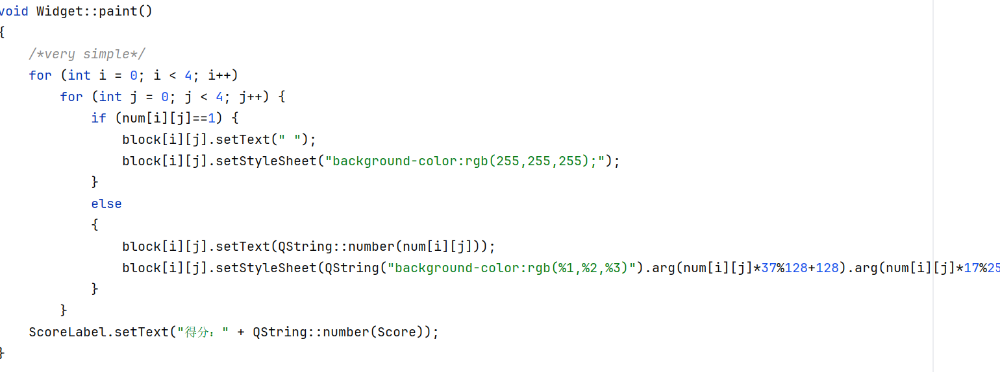 void Widget::paint()
{
    /*very simple*/
    for (int i = 0; i < 4; i++)
        for (int j = 0; j < 4; j++) {
            if (num[i][j]==1) {
                block[i][j].setText(" ");
                block[i][j].setStyleSheet("background-color:rgb(255,255,255);");
            }
            else
            {
                block[i][j].setText(QString::number(num[i][j]));
                block[i][j].setStyleSheet(QString("background-color:rgb(%1,%2,%3)").arg(num[i][j]*37%128+128).arg(num[i][j]*17%25
            }
        }
    ScoreLabel.setText("得分：" + QString::number(Score));
}